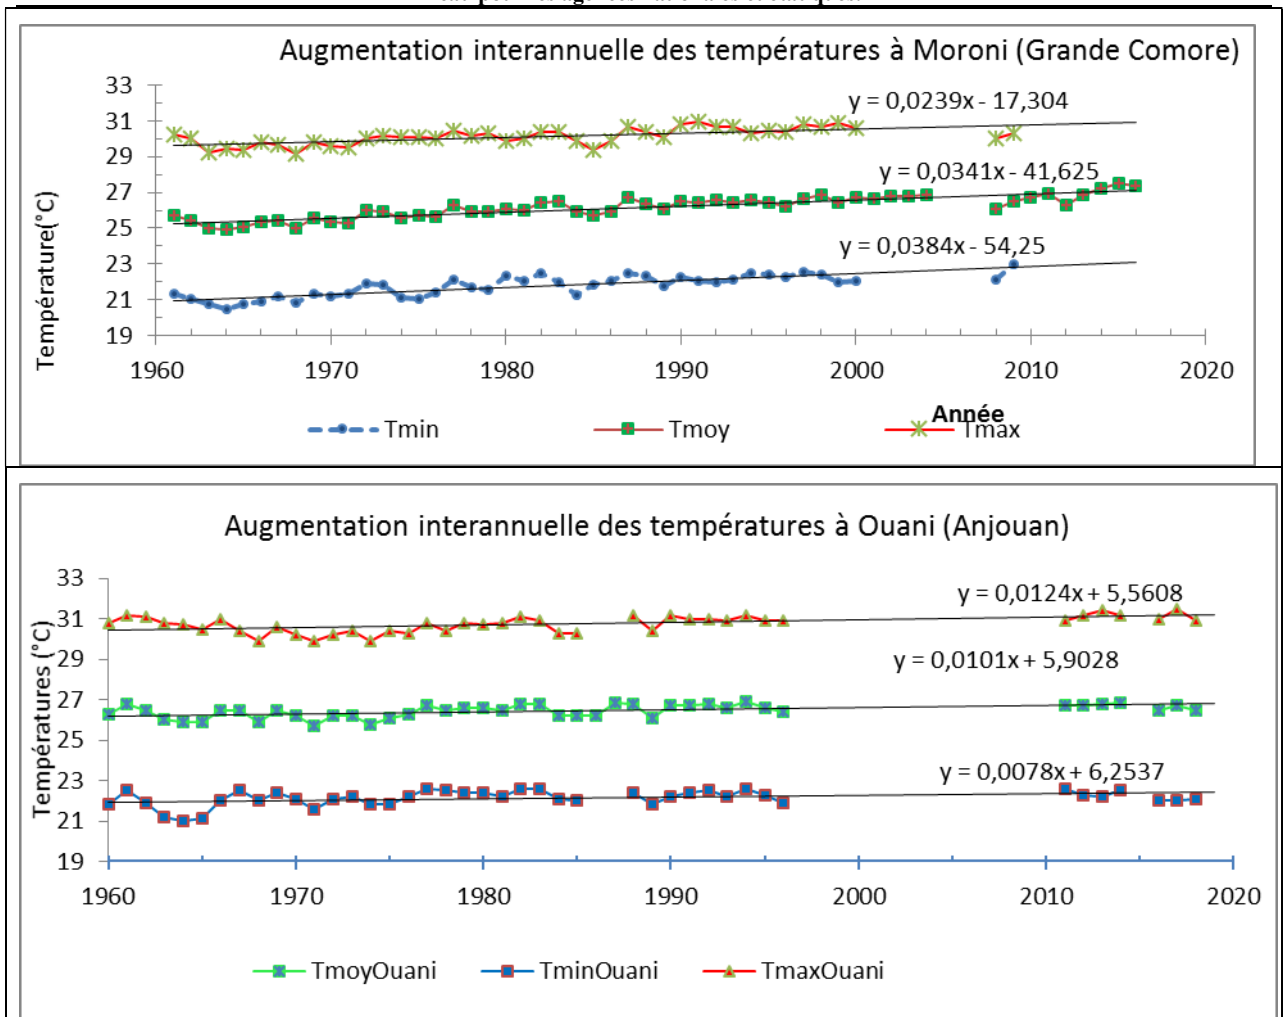 Augmentation interannuelle des températures à Moroni (Grande Comore)
33
31
29
27
25
23
21
19
Température(°C)
y = 0,0239x - 17,304
y = 0,0341x - 41,625
y = 0,0384x - 54,25
1960 1970 1980 1990 2000 2010 2020
Année
Tmin Tmoy Tmax
Augmentation interannuelle des températures à Ouani (Anjouan)
33
31
29
27
25
23
21
19
Températures (°C)
y = 0,0124x + 5,5608
y = 0,0101x + 5,9028
y = 0,0078x + 6,2537
1960 1970 1980 1990 2000 2010 2020
TmoyOuani TminOuani TmaxOuani